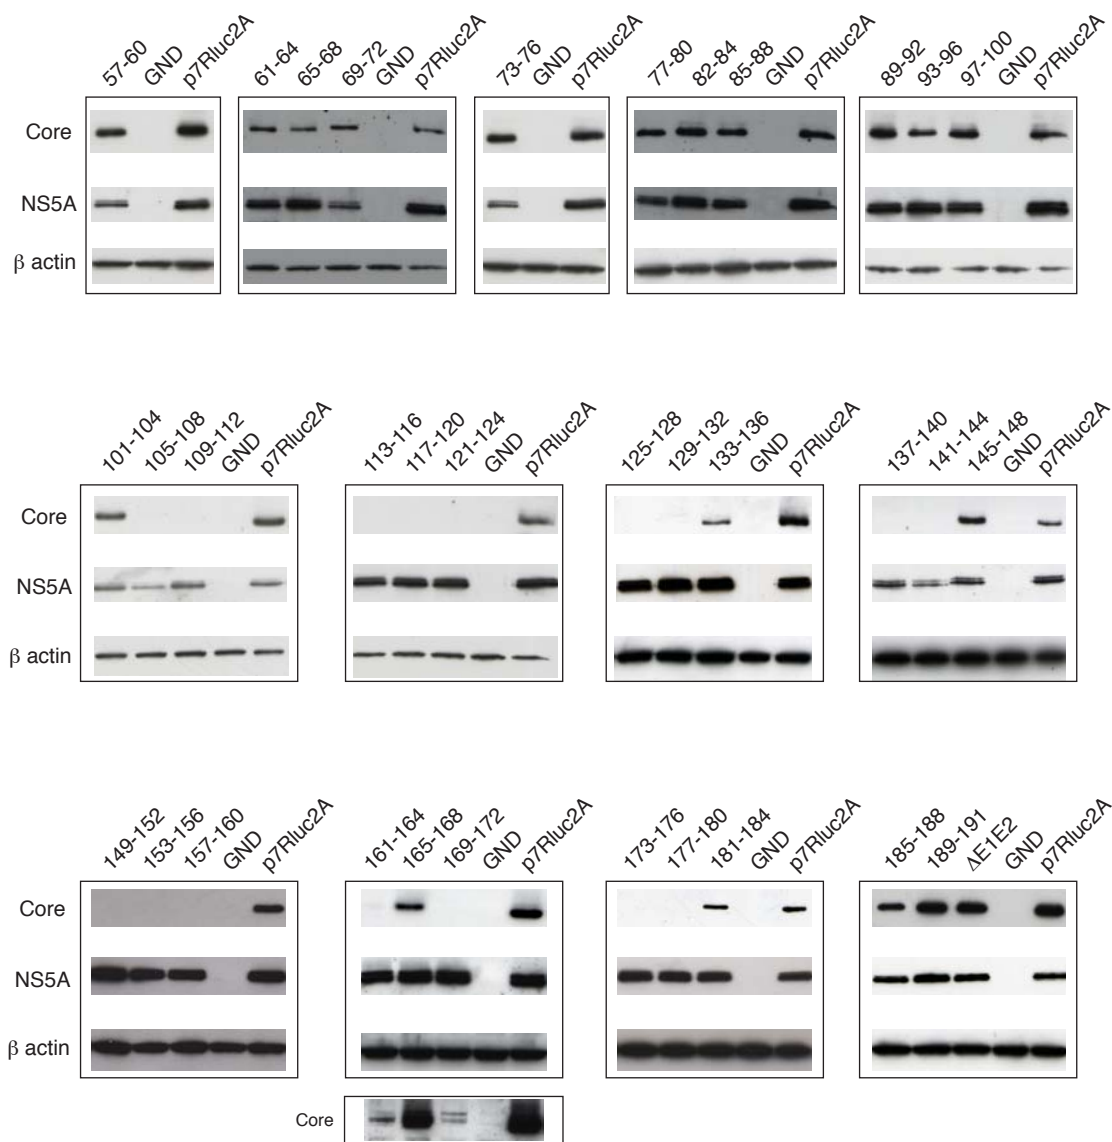 57-60 GND p7Rluc2A 61-64 65-68 69-72 GND p7Rluc2A 73-76 GND p7Rluc2A 77-80 82-84 85-88 GND p7Rluc2A 89-92 93-96 97-100 GND p7Rluc2A
Core
NS5A
β actin
101-104 105-108 109-112 GND p7Rluc2A 113-116 117-120 121-124 GND p7Rluc2A 125-128 129-132 133-136 GND p7Rluc2A 137-140 141-144 145-148 GND p7Rluc2A
Core
NS5A
β actin
149-152 153-156 157-160 GND p7Rluc2A 161-164 165-168 169-172 GND p7Rluc2A 173-176 177-180 181-184 GND p7Rluc2A 185-188 189-191 ΔE1E2 GND p7Rluc2A
Core
NS5A
β actin
Core